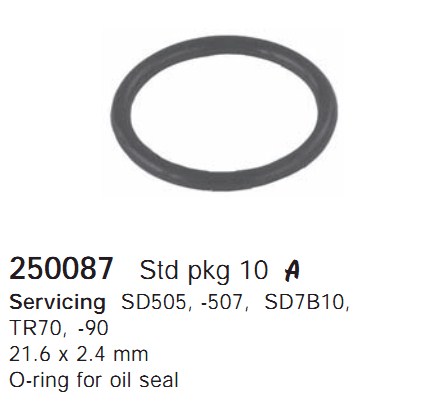 250087 Std pkg 10 A
Servicing SD505, -507, SD7B10,
TR70, -90
21.6 x 2.4 mm
O-ring for oil seal